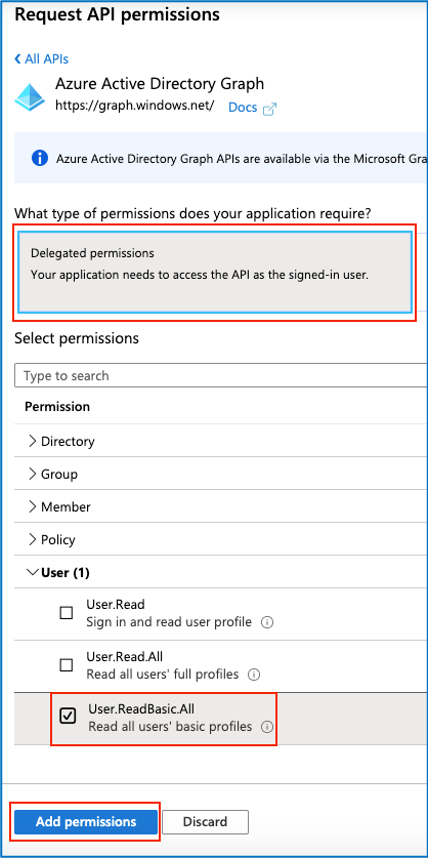 Request API permissions
All APIs
Azure Active Directory Graph
https://graph.windows.net/ Docs
Azure Active Directory Graph APIs are available via the Microsoft Gra
What type of permissions does your application require?
Delegated permissions
Your application needs to access the API as the signed-in user.
Select permissions
Type to search
Permission
Directory
Group
Member
Policy
User (1)
User.Read
Sign in and read user profile
User.Read.All
Read all users' full profiles
User.ReadBasic.All
Read all users' basic profiles
Add permissions Discard